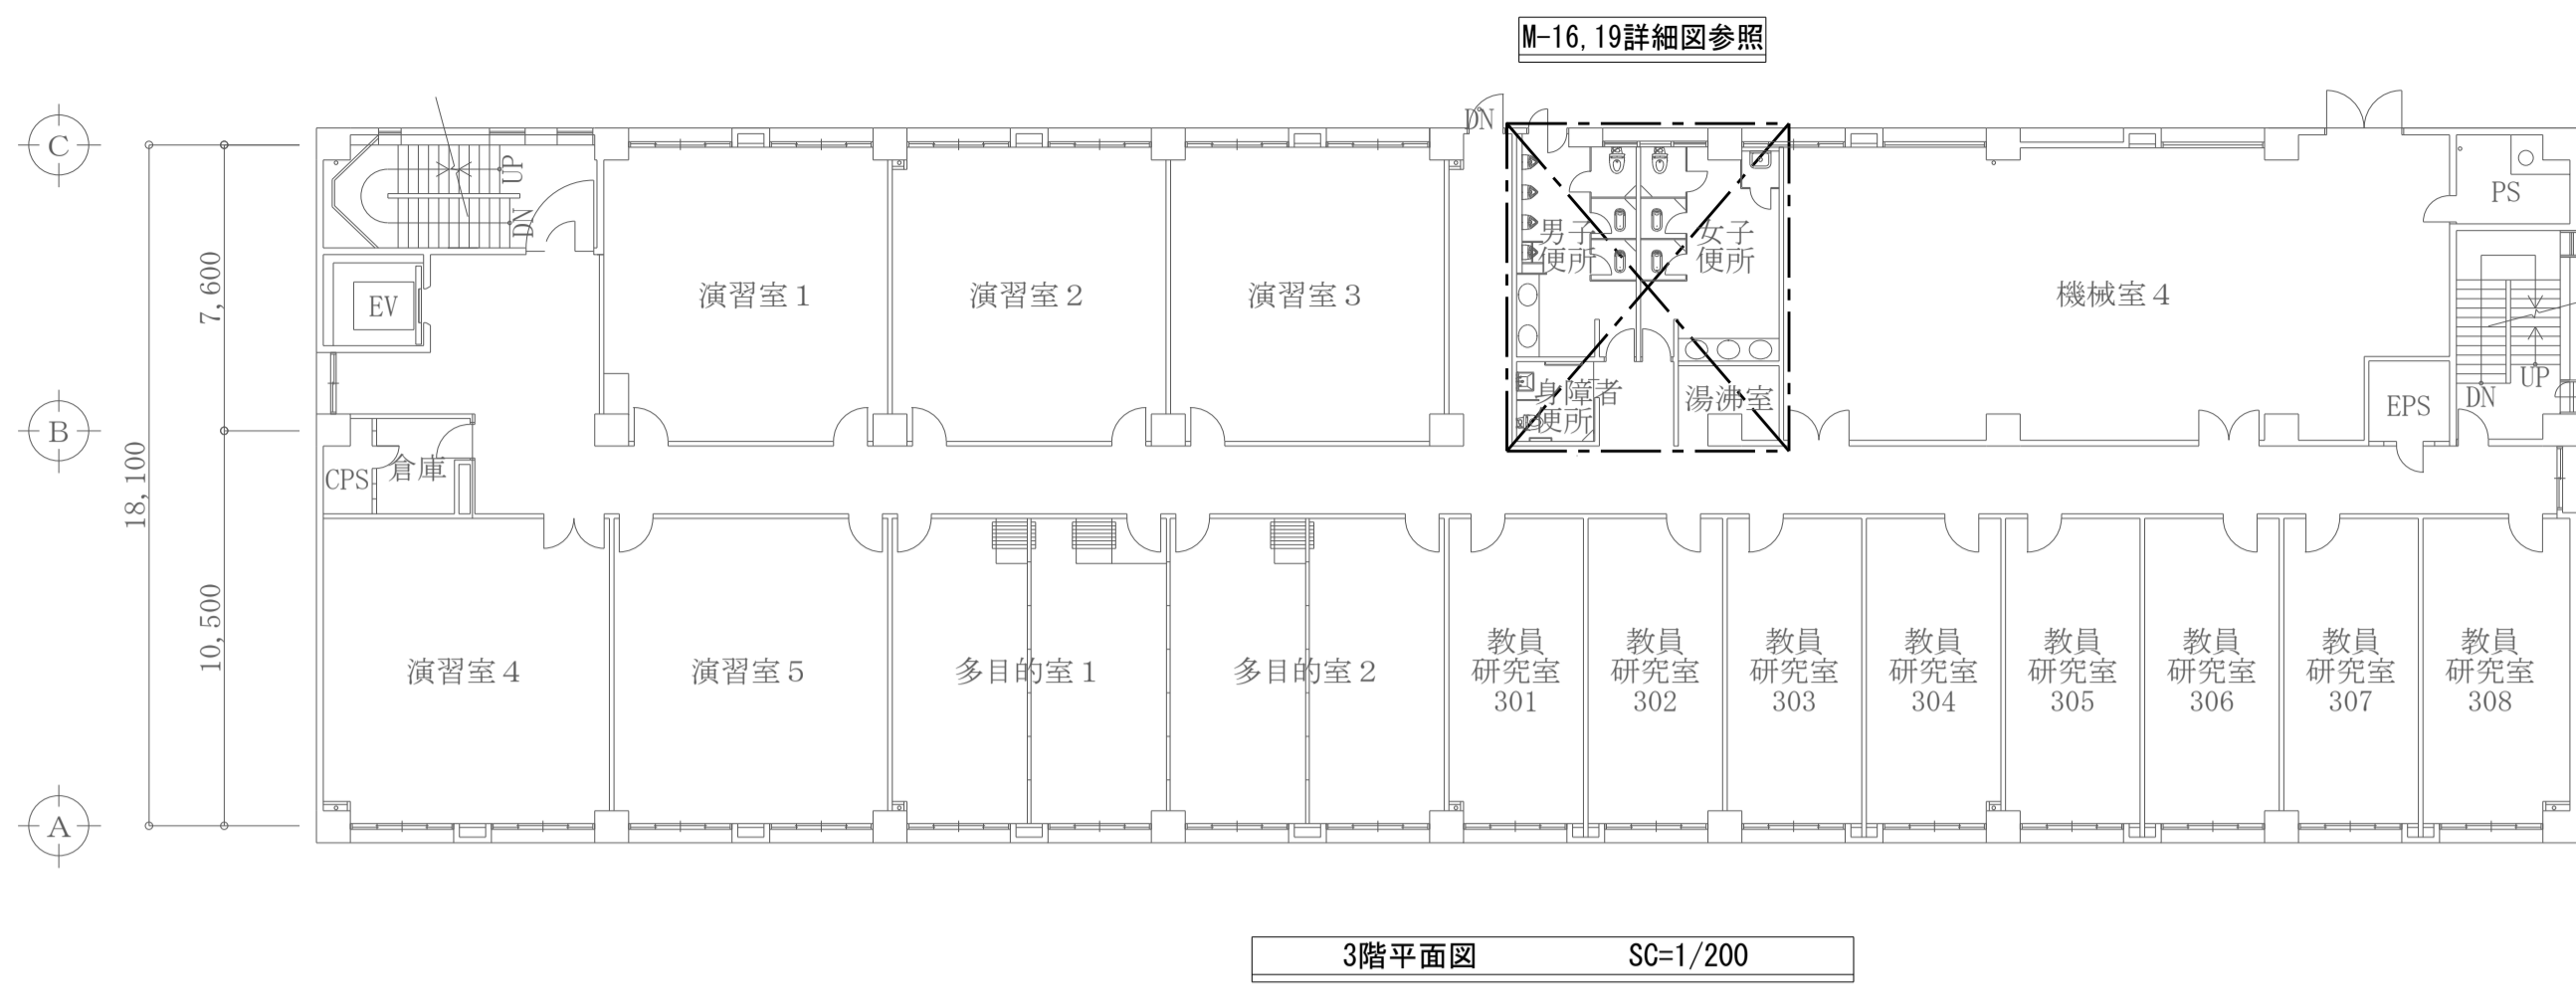 M-16,19詳細図参照
C
DN
UP
DN
PS
男子
便所
女子
便所
7,600
EV
演習室１
演習室２
演習室３
機械室４
身障者
便所
湯沸室
DN
UP
EPS
B
18,100
CPS
倉庫
10,500
演習室４
演習室５
多目的室１
多目的室２
教員
研究室
301
教員
研究室
302
教員
研究室
303
教員
研究室
304
教員
研究室
305
教員
研究室
306
教員
研究室
307
教員
研究室
308
A
3階平面図 SC=1/200